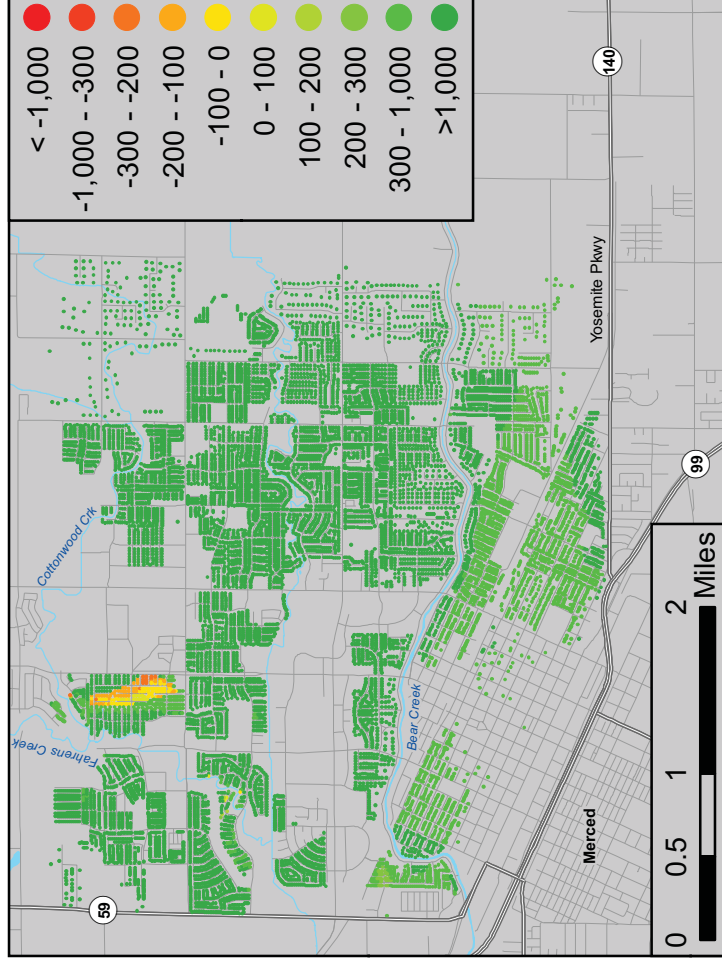 < -1,000
-1,000 - -300
-300 - -200
-200 - -100
-100 - 0
0 - 100
100 - 200
200 - 300
300 - 1,000
>1,000
Cottonwood Crk
Fahrens Creek
Bear Creek
Yosemite Pkwy
Merced
59
140
99
0 0.5 1 2
Miles